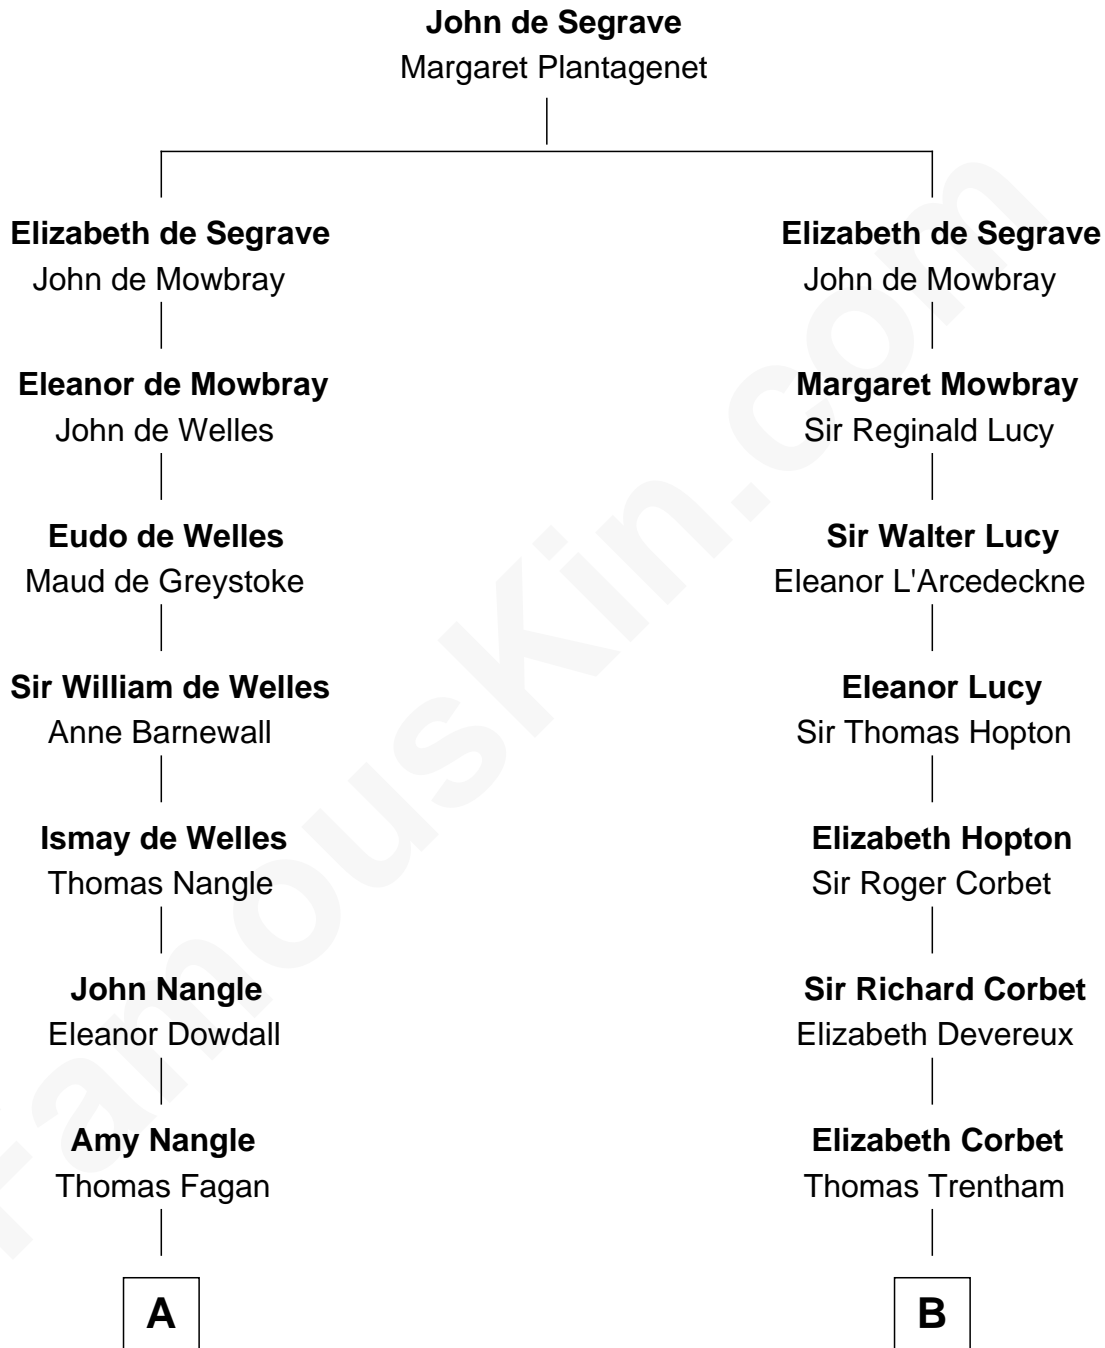 John de Segrave
Margaret Plantagenet
Elizabeth de Segrave
John de Mowbray
Elizabeth de Segrave
John de Mowbray
Eleanor de Mowbray
John de Welles
Margaret Mowbray
Sir Reginald Lucy
Eudo de Welles
Maud de Greystoke
Sir Walter Lucy
Eleanor L'Arcedeckne
Sir William de Welles
Anne Barnewall
Eleanor Lucy
Sir Thomas Hopton
Ismay de Welles
Thomas Nangle
Elizabeth Hopton
Sir Roger Corbet
John Nangle
Eleanor Dowdall
Sir Richard Corbet
Elizabeth Devereux
Amy Nangle
Thomas Fagan
Elizabeth Corbet
Thomas Trentham
A
B
FamousKin.com